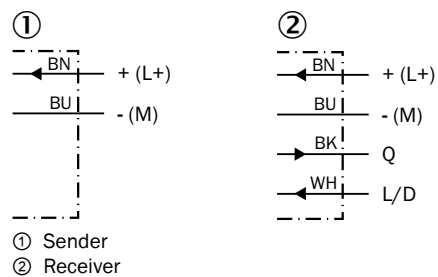 ① ②
BN + (L+) BN + (L+)
BU - (M) BU - (M)
BK Q
WH L/D
① Sender
② Receiver